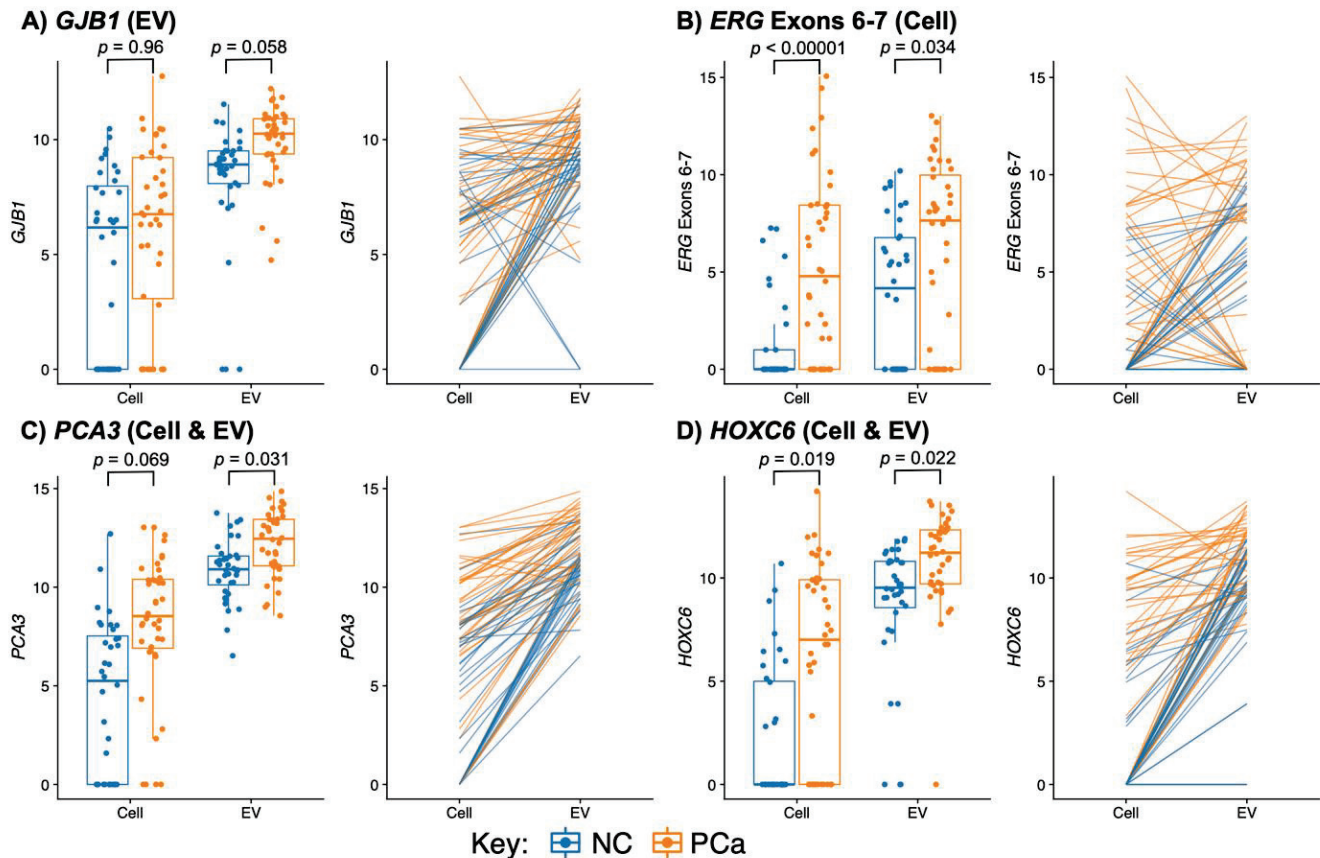 A) GJB1 (EV)
p = 0.96
p = 0.058
GJB1
10
5
0
Cell
EV
GJB1
10
5
0
Cell
EV
B) ERG Exons 6-7 (Cell)
p < 0.00001
p = 0.034
ERG Exons 6-7
15
10
5
0
Cell
EV
ERG Exons 6-7
15
10
5
0
Cell
EV
C) PCA3 (Cell & EV)
p = 0.069
p = 0.031
PCA3
15
10
5
0
Cell
EV
PCA3
15
10
5
0
Cell
EV
D) HOXC6 (Cell & EV)
p = 0.019
p = 0.022
HOXC6
15
10
5
0
Cell
EV
HOXC6
15
10
5
0
Cell
EV
Key: NC PCa